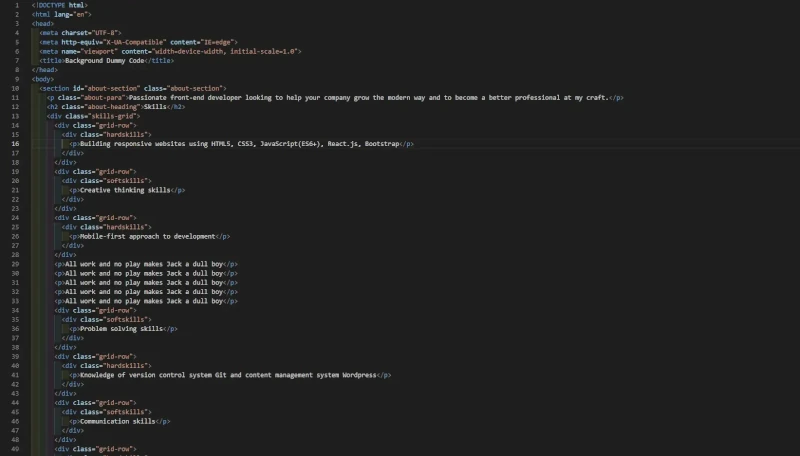 1 <!DOCTYPE html>
2 <html lang="en">
3 <head>
4 <meta charset="UTF-8">
5 <meta http-equiv="X-UA-Compatible" content="IE=edge">
6 <meta name="viewport" content="width=device-width, initial-scale=1.0">
7 <title>Background Dummy Code</title>
8 </head>
9 <body>
10 <section id="about-section" class="about-section">
11 <p class="about-para">Passionate front-end developer looking to help your company grow the modern way and to become a better professional at my craft.</p>
12 <h2 class="about-heading">Skills</h2>
13 <div class="skills-grid">
14 <div class="grid-row">
15 <div class="hardskills">
16 <p>Building responsive websites using HTML5, CSS3, JavaScript(ES6+), React.js, Bootstrap</p>
17 </div>
18 </div>
19 <div class="grid-row">
20 <div class="softskills">
21 <p>Creative thinking skills</p>
22 </div>
23 </div>
24 <div class="grid-row">
25 <div class="hardskills">
26 <p>Mobile-first approach to development</p>
27 </div>
28 </div>
29 <p>All work and no play makes Jack a dull boy</p>
30 <p>All work and no play makes Jack a dull boy</p>
31 <p>All work and no play makes Jack a dull boy</p>
32 <p>All work and no play makes Jack a dull boy</p>
33 <p>All work and no play makes Jack a dull boy</p>
34 <div class="grid-row">
35 <div class="softskills">
36 <p>Problem solving skills</p>
37 </div>
38 </div>
39 <div class="grid-row">
40 <div class="hardskills">
41 <p>Knowledge of version control system Git and content management system Wordpress</p>
42 </div>
43 </div>
44 <div class="grid-row">
45 <div class="softskills">
46 <p>Communication skills</p>
47 </div>
48 </div>
49 <div class="grid-row">